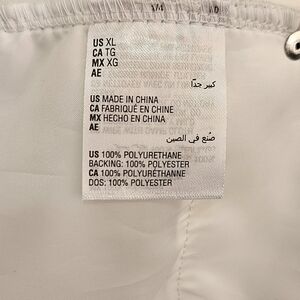 US XL
CA TG
MX XG
AE
كبير جداً
US MADE IN CHINA
CA FABRIQUÉ EN CHINE
MX HECHO EN CHINA
AE
صُنع في الصين
US 100% POLYURETHANE
BACKING: 100% POLYESTER
CA 100% POLYURÉTHANNE
DOS: 100% POLYESTER